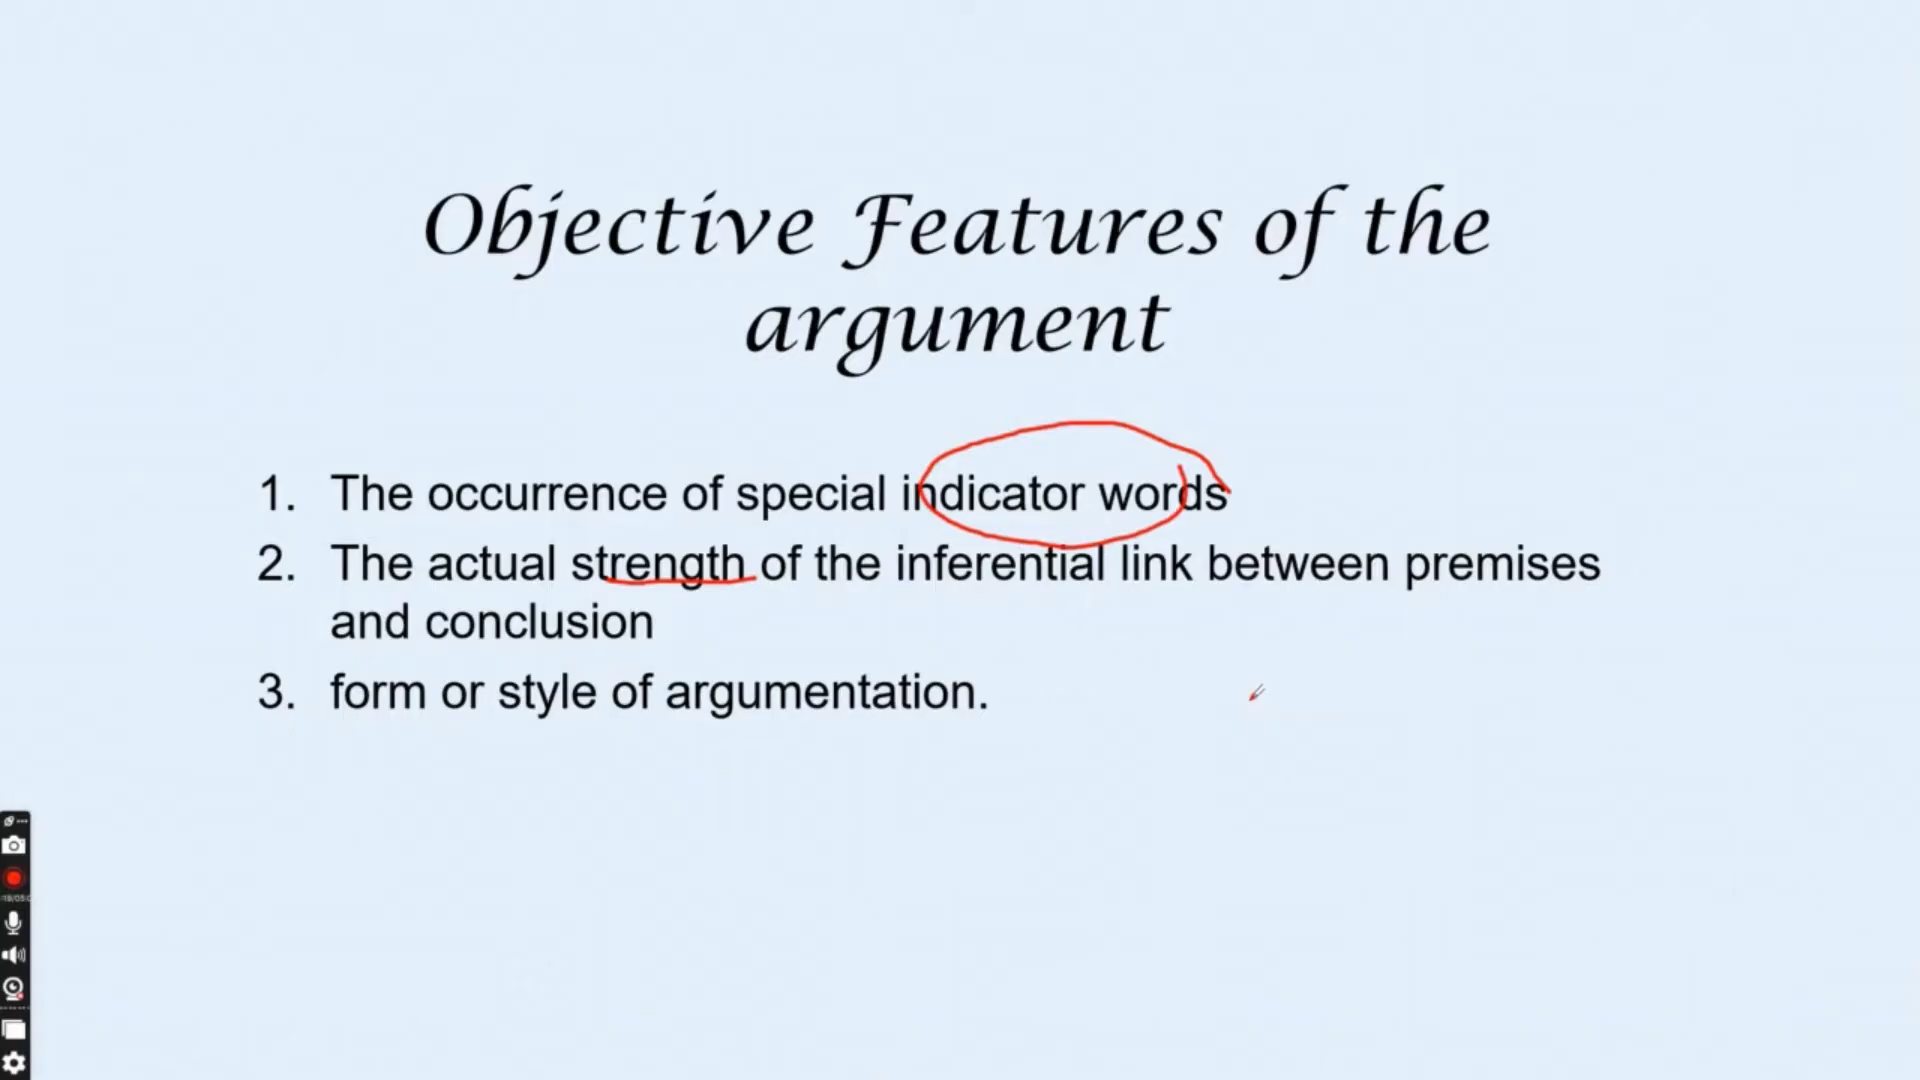 Objective Features of the
argument
1. The occurrence of special indicator words
2. The actual strength of the inferential link between premises
and conclusion
3. form or style of argumentation.